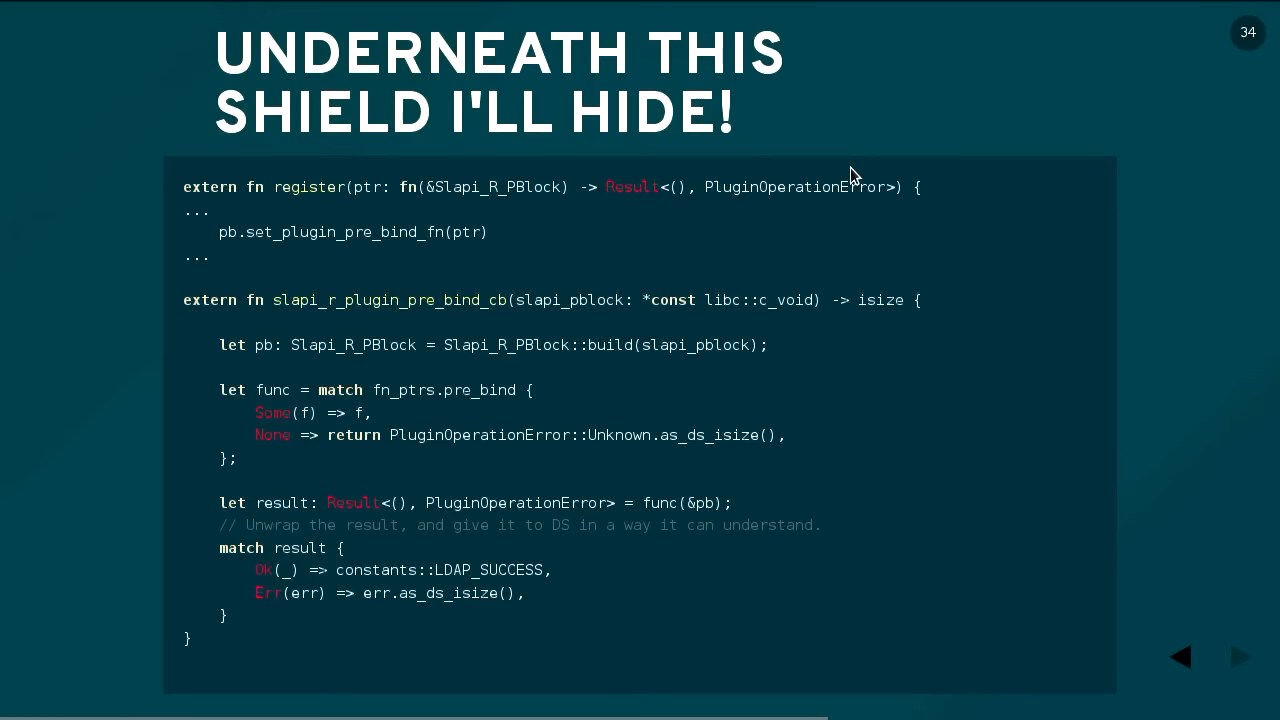 34
UNDERNEATH THIS
SHIELD I'LL HIDE!
extern fn register(ptr: fn(&Slapi_R_PBlock) -> Result<(), PluginOperationError>) {
...
    pb.set_plugin_pre_bind_fn(ptr)
...
extern fn slapi_r_plugin_pre_bind_cb(slapi_pblock: *const libc::c_void) -> isize {
    let pb: Slapi_R_PBlock = Slapi_R_PBlock::build(slapi_pblock);
    let func = match fn_ptrs.pre_bind {
        Some(f) => f,
        None => return PluginOperationError::Unknown.as_ds_isize(),
    };
    let result: Result<(), PluginOperationError> = func(&pb);
    // Unwrap the result, and give it to DS in a way it can understand.
    match result {
        Ok(_) => constants::LDAP_SUCCESS,
        Err(err) => err.as_ds_isize(),
    }
}